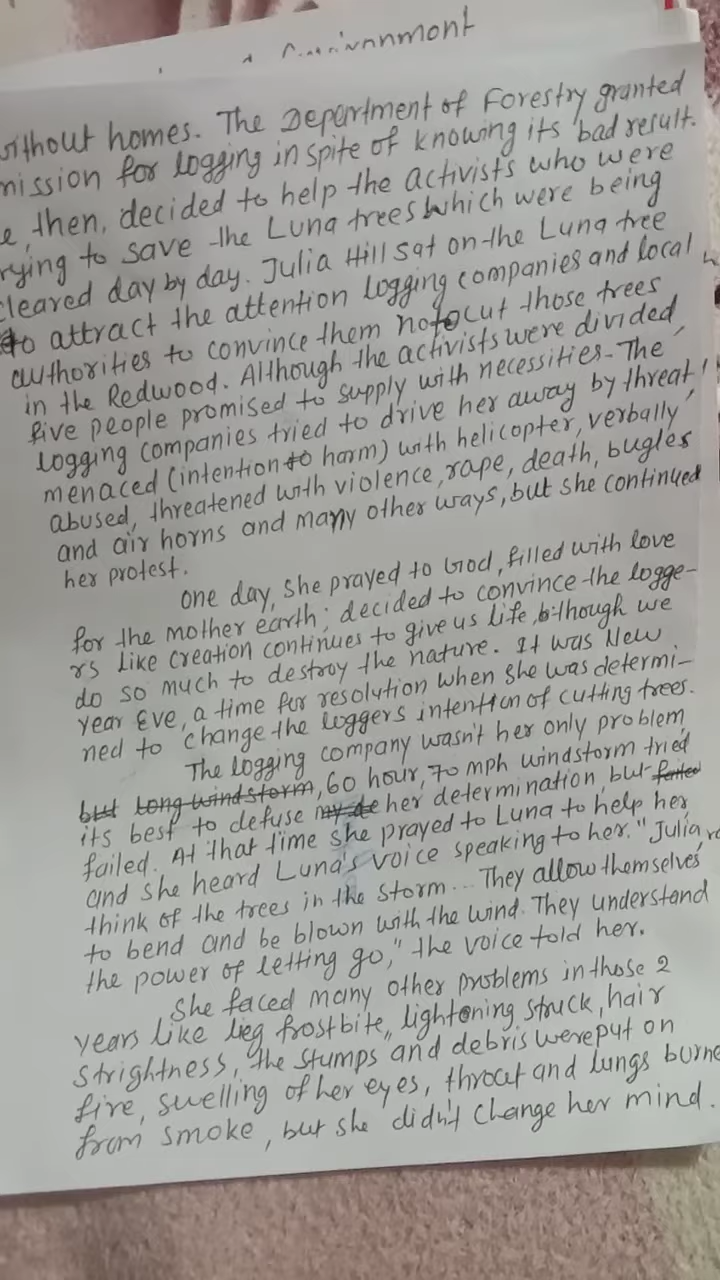 without homes. The Department of Forestry granted
mission for logging inspite of knowing its bad result.
e, then, decided to help the activists who were
rying to save the Luna trees which were being
cleared day by day. Julia Hill sat on the Luna tree
to attract the attention logging companies and local
authorities to convince them not to cut those trees
in the Redwood. Although the activists were divided,
five people promised to supply with necessities. The
logging companies tried to drive her away by threat,
menaced (intention to harm) with helicopter, verbally
abused, threatened with violence, rape, death, bugles
and air horns and many other ways, but she continued
her protest.
One day, she prayed to God, filled with love
for the mother earth; decided to convince the logge-
rs like creation continues to give us life, though we
do so much to destroy the nature. It was New
year Eve, a time for resolution when she was determi-
ned to change the loggers intention of cutting trees.
The logging company wasn't her only problem,
but long windstorm, 60 hour, 70 mph windstorm tried
its best to defuse her determination, but failed
failed. At that time she prayed to Luna to help her,
and she heard Luna's voice speaking to her. "Julia,
think of the trees in the storm... They allow themselves
to bend and be blown with the wind. They understand
the power of letting go," the voice told her.
She faced many other problems in those 2
years like leg frostbite, lightening struck, hair
strightness, the stumps and debris were put on
fire, swelling of her eyes, throat and lungs burne
from smoke, but she didn't change her mind.